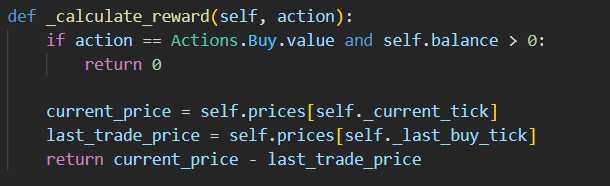 def _calculate_reward(self, action):
    if action == Actions.Buy.value and self.balance > 0:
        return 0

    current_price = self.prices[self._current_tick]
    last_trade_price = self.prices[self._last_buy_tick]
    return current_price - last_trade_price